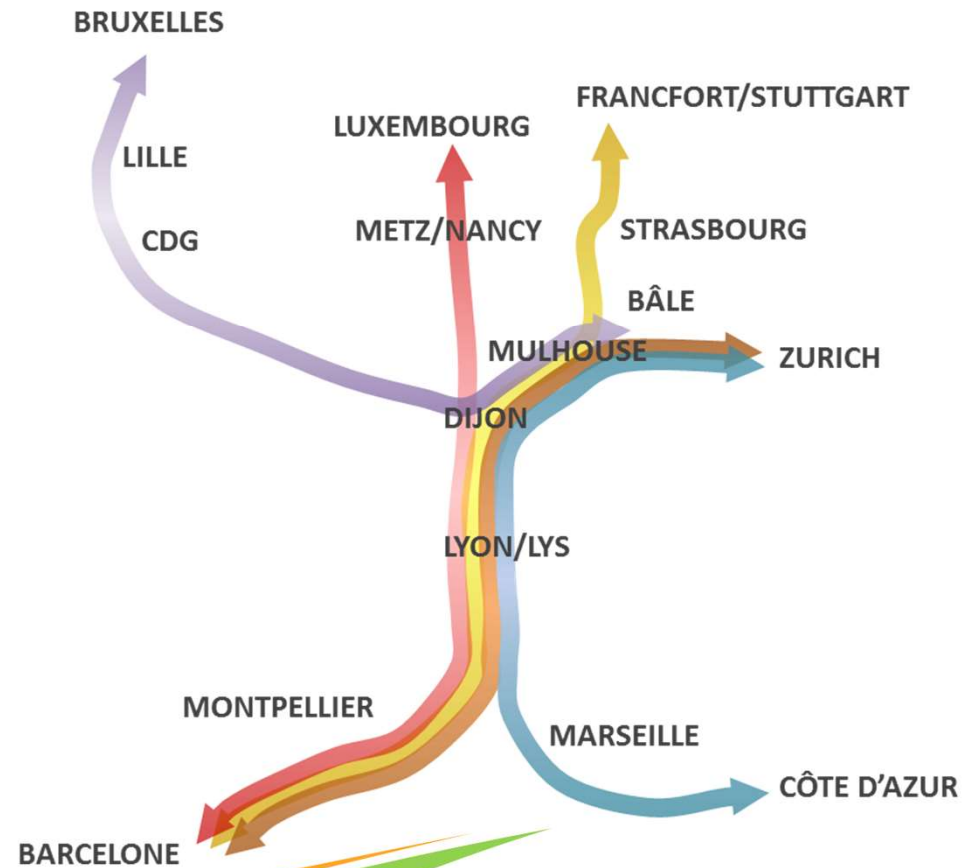 BRUXELLES
FRANCFORT/STUTTGART
LUXEMBOURG
LILLE
METZ/NANCY
STRASBOURG
CDG
BÂLE
MULHOUSE
ZURICH
DIJON
LYON/LYS
MONTPELLIER
MARSEILLE
CÔTE D’AZUR
BARCELONE